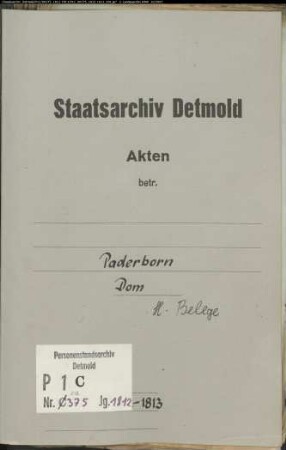 Staatsarchiv Detmold
Akten
betr.
Paderborn
Dom
H. Belege
Personenstandsarchiv
Detmold
P 1 C
Nr. 0375 Jg. 1812-1813